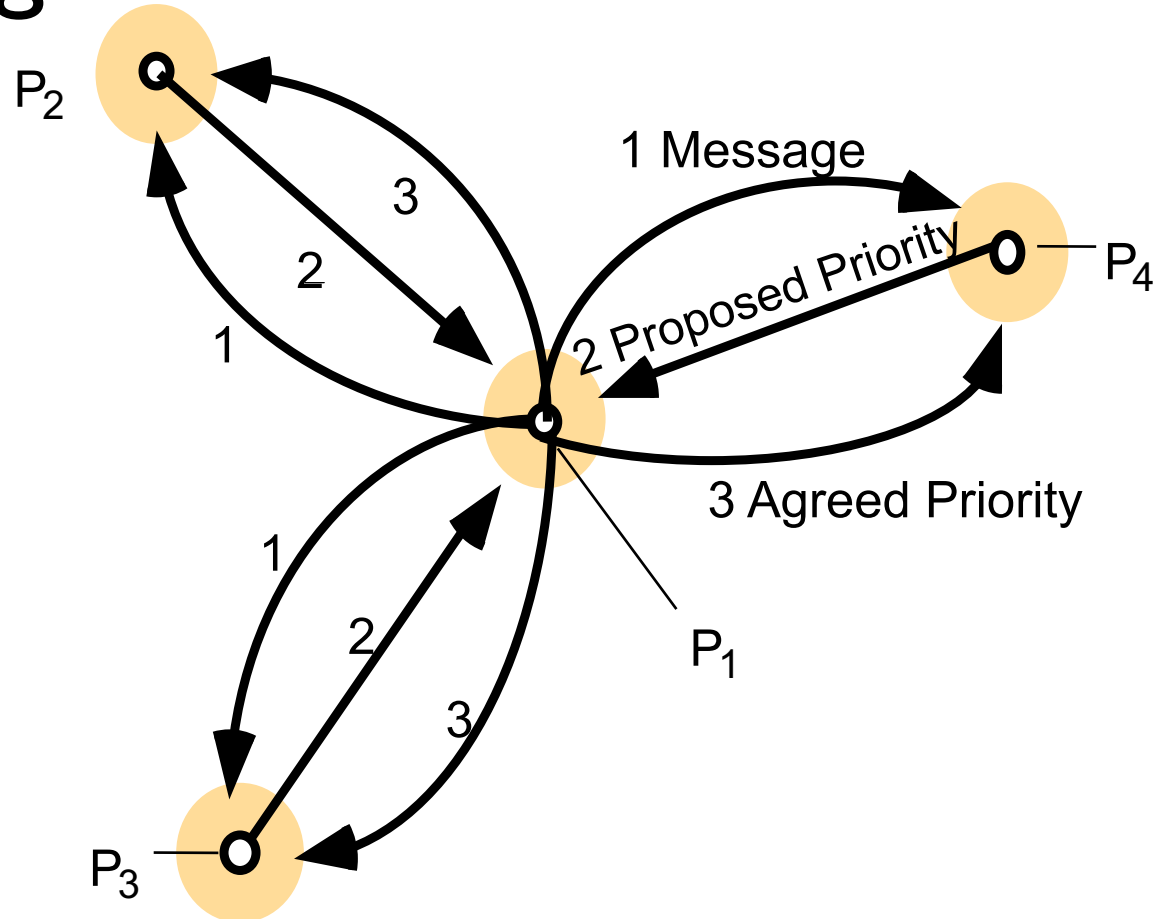 P2
1 Message
3
2 Proposed Priority
P4
2
1
3 Agreed Priority
1
2
P1
3
P3